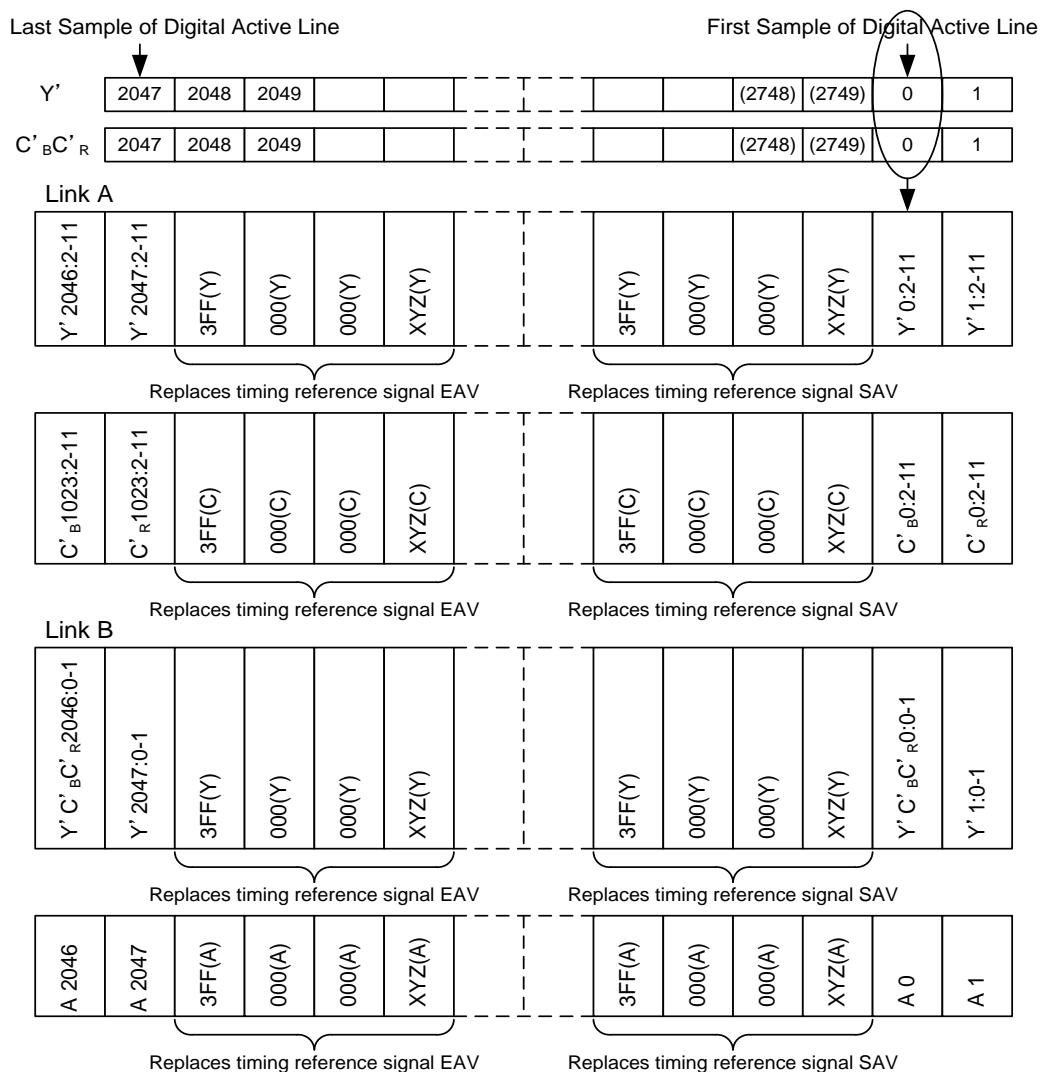 Last Sample of Digital Active Line First Sample of Digital Active Line
Y’ 2047 2048 2049 (2748) (2749) 0 1
C’BC’R 2047 2048 2049 (2748) (2749) 0 1
Link A
Y’ 2046:2-11 Y’ 2047:2-11 3FF(Y) 000(Y) 000(Y) XYZ(Y) 3FF(Y) 000(Y) 000(Y) XYZ(Y) Y’ 0:2-11 Y’ 1:2-11
Replaces timing reference signal EAV Replaces timing reference signal SAV
C’B1023:2-11 C’R1023:2-11 3FF(C) 000(C) 000(C) XYZ(C) 3FF(C) 000(C) 000(C) XYZ(C) C’B0:2-11 C’R0:2-11
Replaces timing reference signal EAV Replaces timing reference signal SAV
Link B
Y’C’BC’R2046:0-1 Y’ 2047:0-1 3FF(Y) 000(Y) 000(Y) XYZ(Y) 3FF(Y) 000(Y) 000(Y) XYZ(Y) Y’C’BC’R0:0-1 Y’ 1:0-1
Replaces timing reference signal EAV Replaces timing reference signal SAV
A 2046 A 2047 3FF(A) 000(A) 000(A) XYZ(A) 3FF(A) 000(A) 000(A) XYZ(A) A 0 A 1
Replaces timing reference signal EAV Replaces timing reference signal SAV